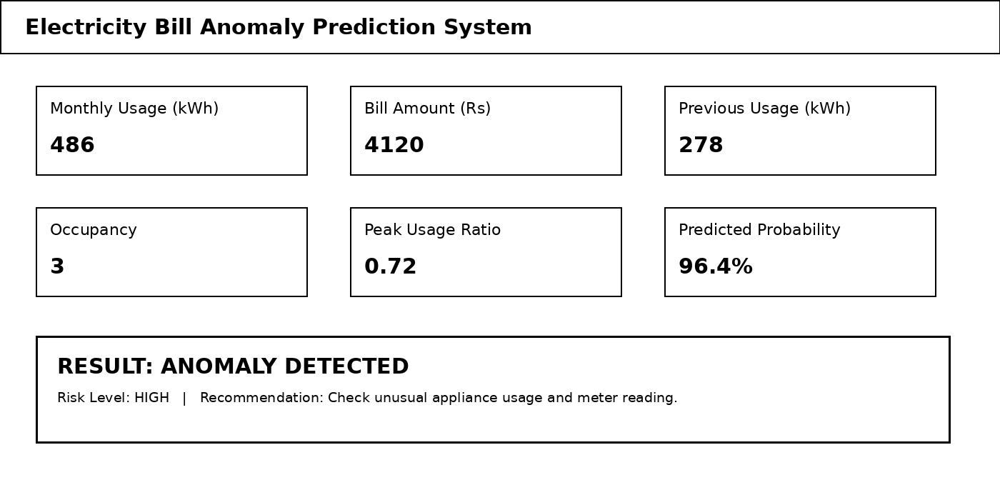 Electricity Bill Anomaly Prediction System
Monthly Usage (kWh)
486
Bill Amount (Rs)
4120
Previous Usage (kWh)
278
Occupancy
3
Peak Usage Ratio
0.72
Predicted Probability
96.4%
RESULT: ANOMALY DETECTED
Risk Level: HIGH | Recommendation: Check unusual appliance usage and meter reading.